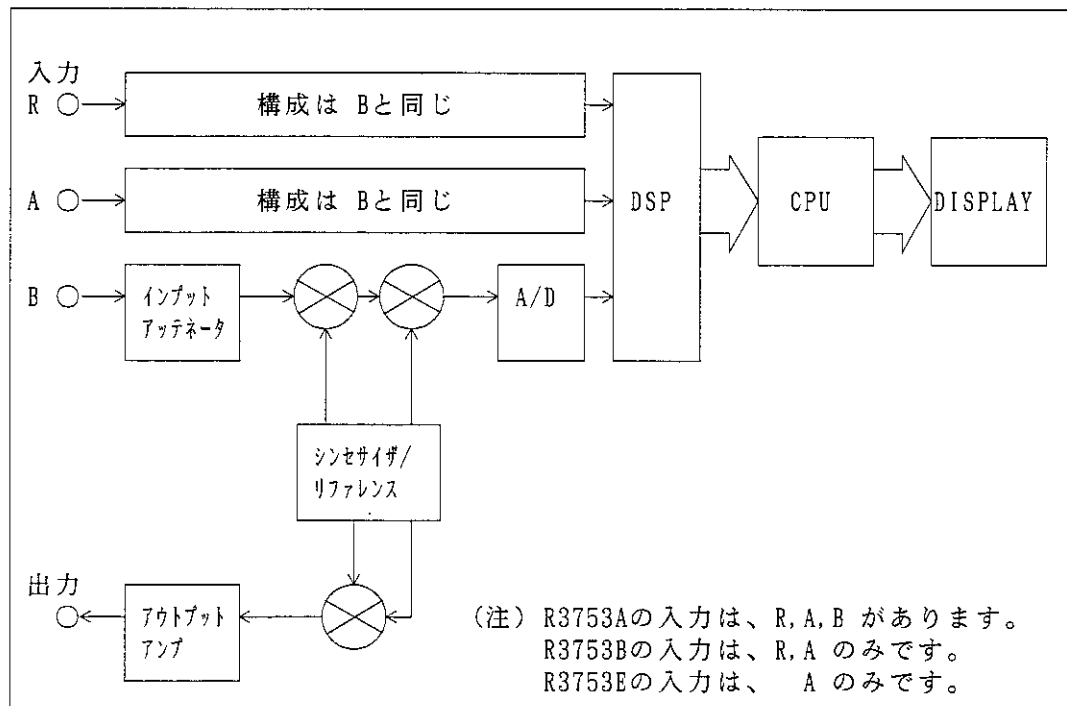 入力
R 構成は Bと同じ
A 構成は Bと同じ
DSP
CPU
DISPLAY
B
インプット
アッテネータ
A/D
シンセサイザ/
リファレンス
出力
アウトプット
アンプ
(注) R3753Aの入力は、R,A,B があります。
R3753Bの入力は、R,A のみです。
R3753Eの入力は、 A のみです。